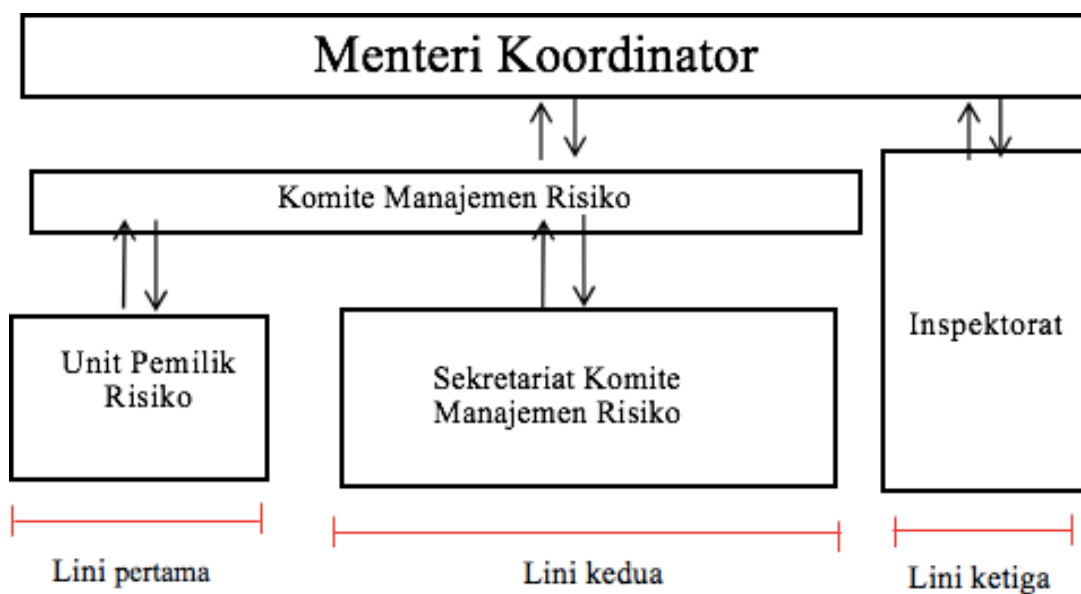 Menteri Koordinator
Komite Manajemen Risiko
Unit Pemilik
Risiko
Sekretariat Komite
Manajemen Risiko
Inspektorat
Lini pertama
Lini kedua
Lini ketiga